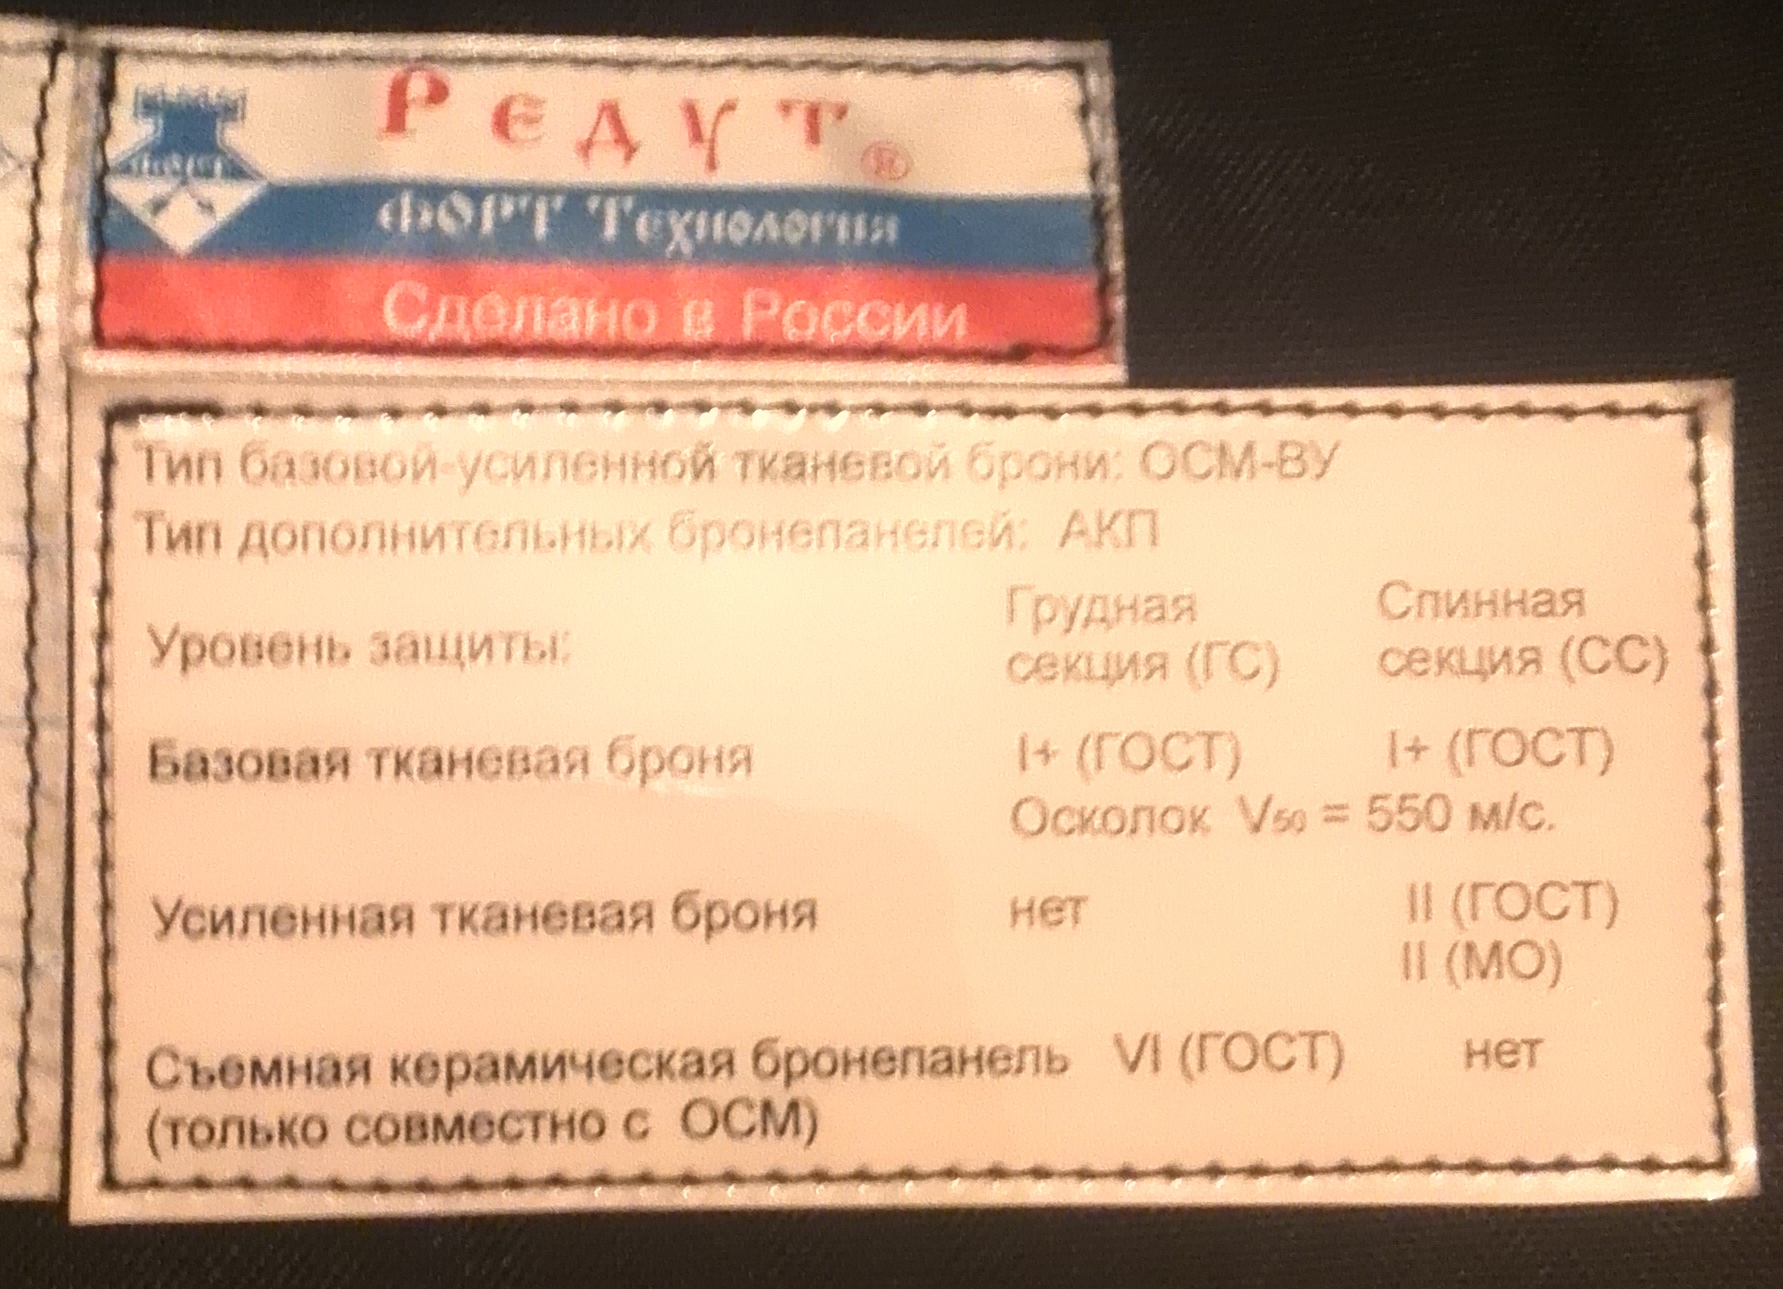 Редут®
ФОРТ Технология
Сделано в России
Тип базовой-усиленной тканевой брони: ОСМ-ВУ
Тип дополнительных бронепанелей: АКП
Уровень защиты: Грудная секция (ГС) Спинная секция (СС)
Базовая тканевая броня I+ (ГОСТ) I+ (ГОСТ)
Осколок V50 = 550 м/с.
Усиленная тканевая броня нет II (ГОСТ)
II (МО)
Съемная керамическая бронепанель VI (ГОСТ) нет
(только совместно с ОСМ)